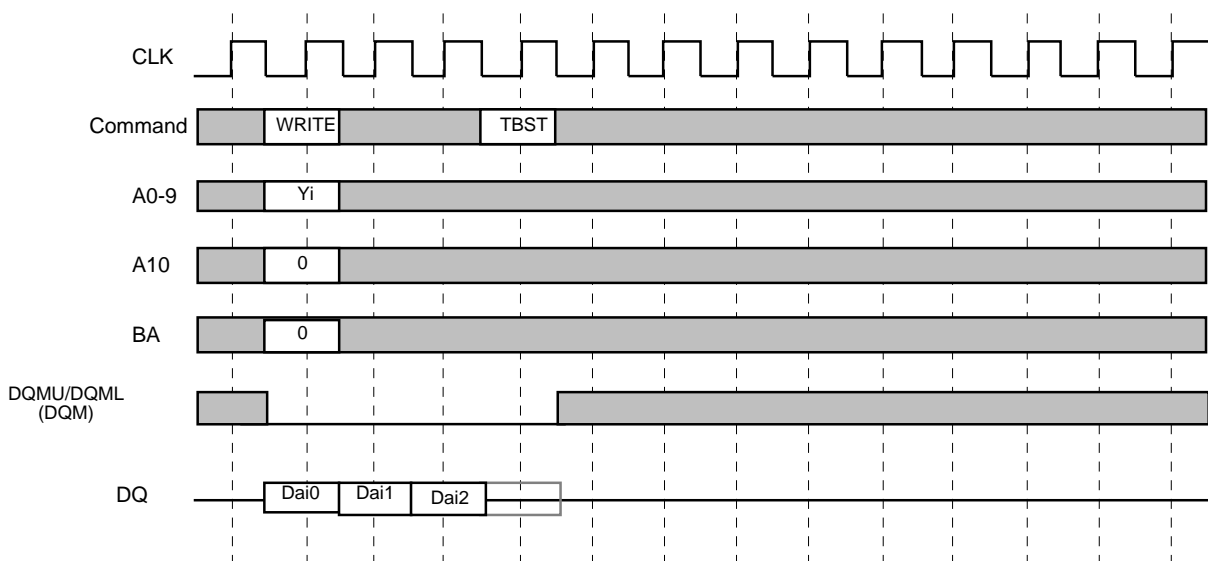 CLK
Command
WRITE
TBST
A0-9
Yi
A10
0
BA
0
DQMU/DQML
(DQM)
DQ
Dai0
Dai1
Dai2